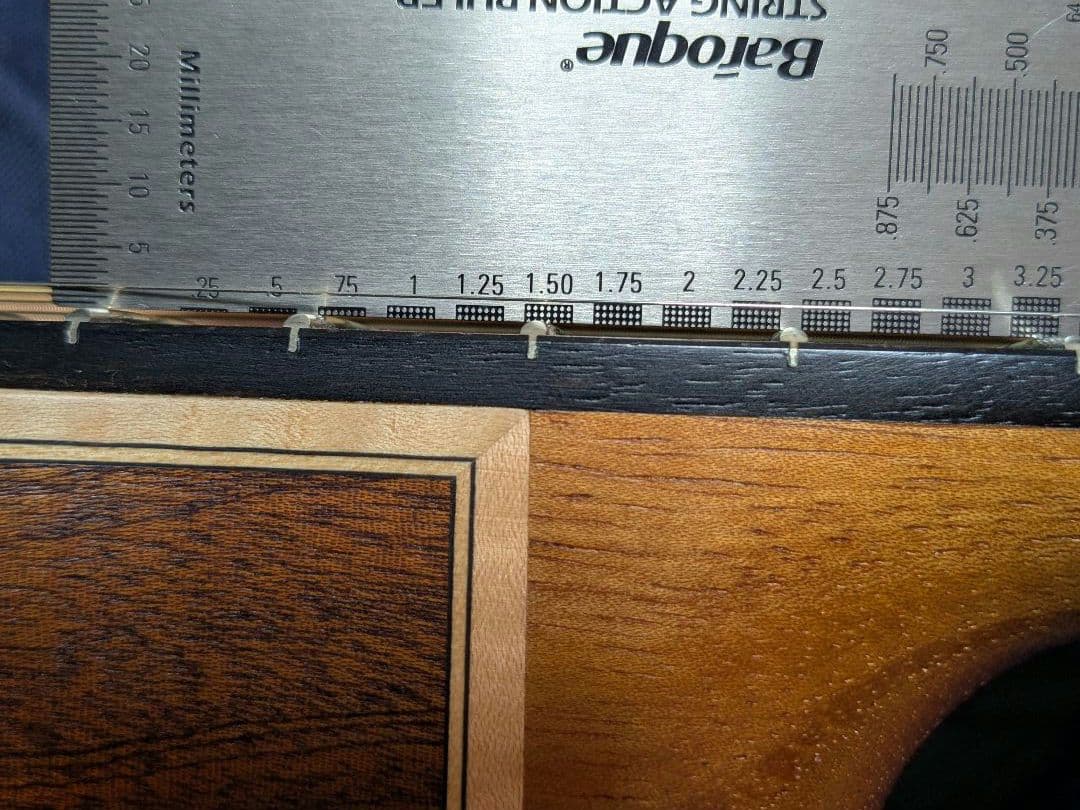 STRING ACTION RULER
Baroque®
Millimeters
20 15 10 5
.750 .500 64
.875 .625 .375
.25 .5 .75 1 1.25 1.50 1.75 2 2.25 2.5 2.75 3 3.25